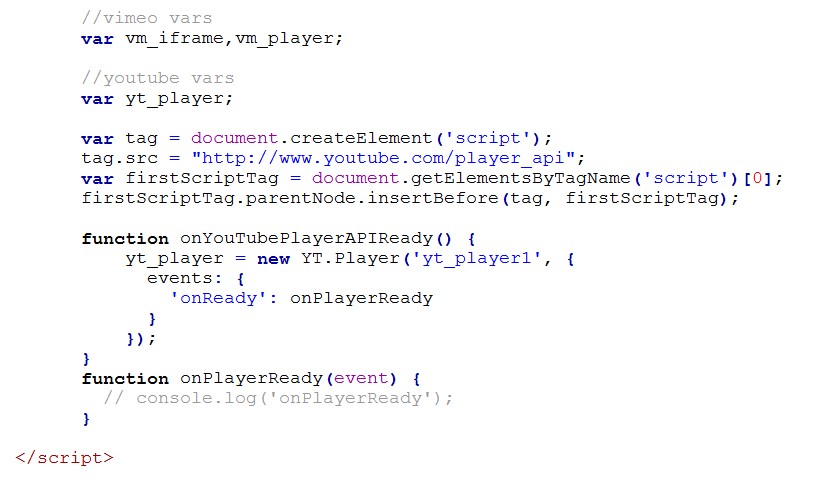 //vimeo vars
var vm_iframe,vm_player;
//youtube vars
var yt_player;
var tag = document.createElement('script');
tag.src = "http://www.youtube.com/player_api";
var firstScriptTag = document.getElementsByTagName('script')[0];
firstScriptTag.parentNode.insertBefore(tag, firstScriptTag);
function onYouTubePlayerAPIReady() {
yt_player = new YT.Player('yt_player1', {
events: {
'onReady': onPlayerReady
}
});
}
function onPlayerReady(event) {
// console.log('onPlayerReady');
}
</script>